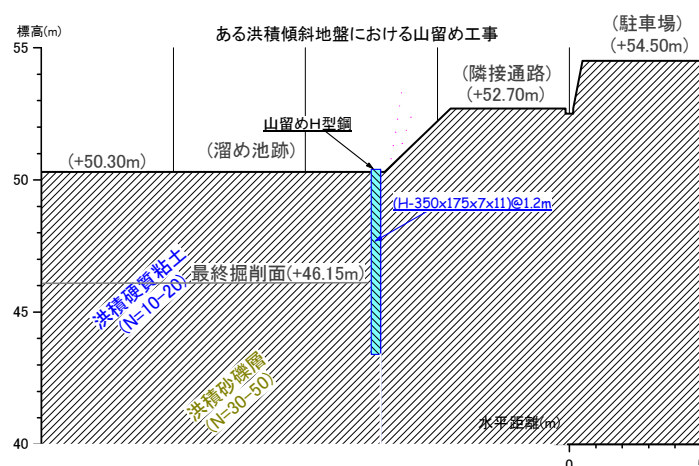 標高(m)
ある洪積傾斜地盤における山留め工事
(駐車場)
(+54.50m)
55
(隣接通路)
(+52.70m)
山留めH型鋼
(溜め池跡)
(+50.30m)
50
(H-350x175x7x11)@1.2m
最終掘削面(+46.15m)
洪積硬質粘土
(N=10-20)
45
洪積砂礫層
(N=30-50)
水平距離(m)
40
0